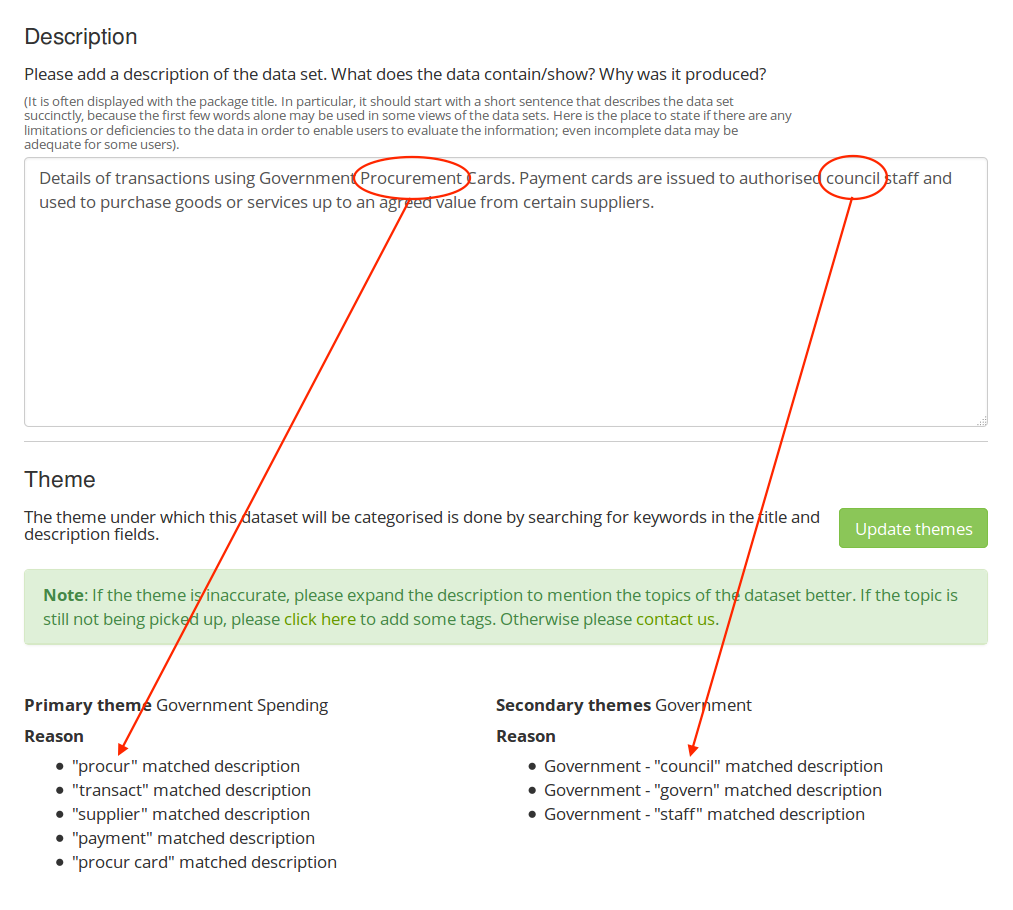 Description
Please add a description of the data set. What does the data contain/show? Why was it produced?
(It is often displayed with the package title. In particular, it should start with a short sentence that describes the data set
succinctly, because the first few words alone may be used in some views of the data sets. Here is the place to state if there are any
limitations or deficiencies to the data in order to enable users to evaluate the information; even incomplete data may be
adequate for some users).
Details of transactions using Government Procurement Cards. Payment cards are issued to authorised council staff and
used to purchase goods or services up to an agreed value from certain suppliers.
Theme
The theme under which this dataset will be categorised is done by searching for keywords in the title and
description fields.
Update themes
Note: If the theme is inaccurate, please expand the description to mention the topics of the dataset better. If the topic is
still not being picked up, please click here to add some tags. Otherwise please contact us.
Primary theme Government Spending
Reason
• "procur" matched description
• "transact" matched description
• "supplier" matched description
• "payment" matched description
• "procur card" matched description
Secondary themes Government
Reason
• Government - "council" matched description
• Government - "govern" matched description
• Government - "staff" matched description